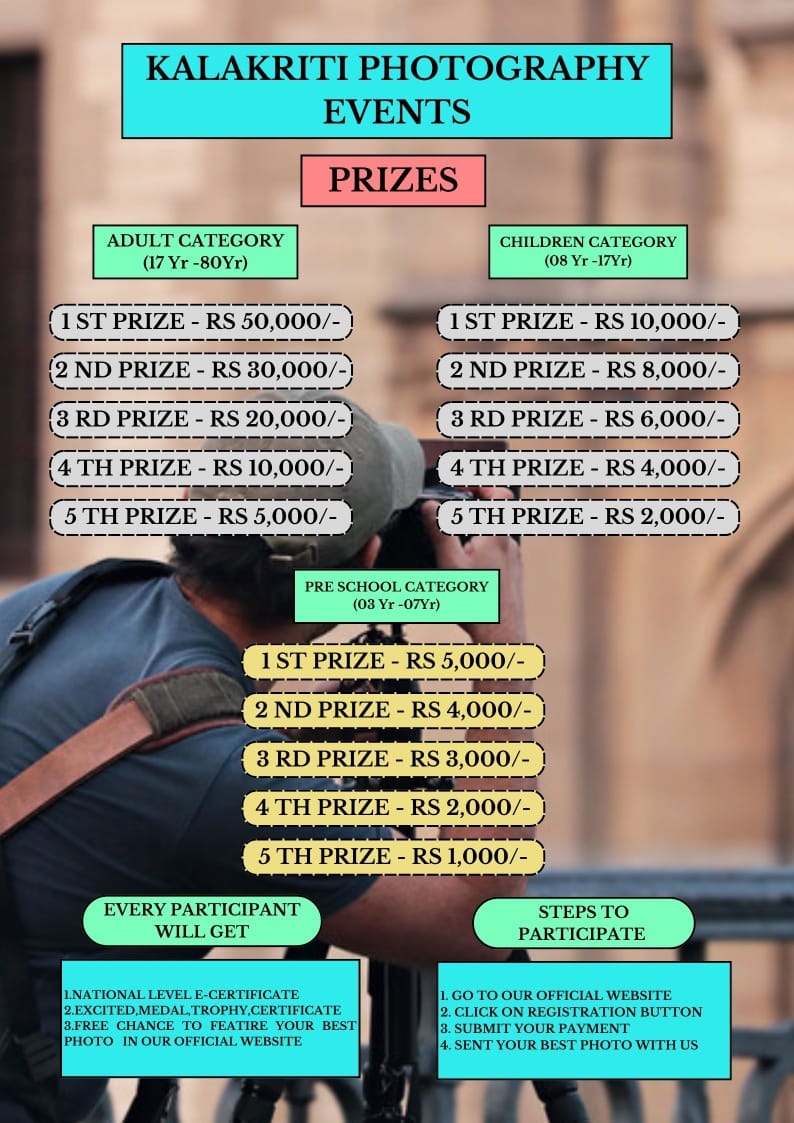 KALAKRITI PHOTOGRAPHY
EVENTS
PRIZES
ADULT CATEGORY
(17 Yr -80Yr)
1 ST PRIZE - RS 50,000/-
2 ND PRIZE - RS 30,000/-
3 RD PRIZE - RS 20,000/-
4 TH PRIZE - RS 10,000/-
5 TH PRIZE - RS 5,000/-
CHILDREN CATEGORY
(08 Yr -17Yr)
1 ST PRIZE - RS 10,000/-
2 ND PRIZE - RS 8,000/-
3 RD PRIZE - RS 6,000/-
4 TH PRIZE - RS 4,000/-
5 TH PRIZE - RS 2,000/-
PRE SCHOOL CATEGORY
(03 Yr -07Yr)
1 ST PRIZE - RS 5,000/-
2 ND PRIZE - RS 4,000/-
3 RD PRIZE - RS 3,000/-
4 TH PRIZE - RS 2,000/-
5 TH PRIZE - RS 1,000/-
EVERY PARTICIPANT
WILL GET
1.NATIONAL LEVEL E-CERTIFICATE
2.EXCITED,MEDAL,TROPHY,CERTIFICATE
3.FREE CHANCE TO FEATIRE YOUR BEST
PHOTO IN OUR OFFICIAL WEBSITE
STEPS TO
PARTICIPATE
1. GO TO OUR OFFICIAL WEBSITE
2. CLICK ON REGISTRATION BUTTON
3. SUBMIT YOUR PAYMENT
4. SENT YOUR BEST PHOTO WITH US